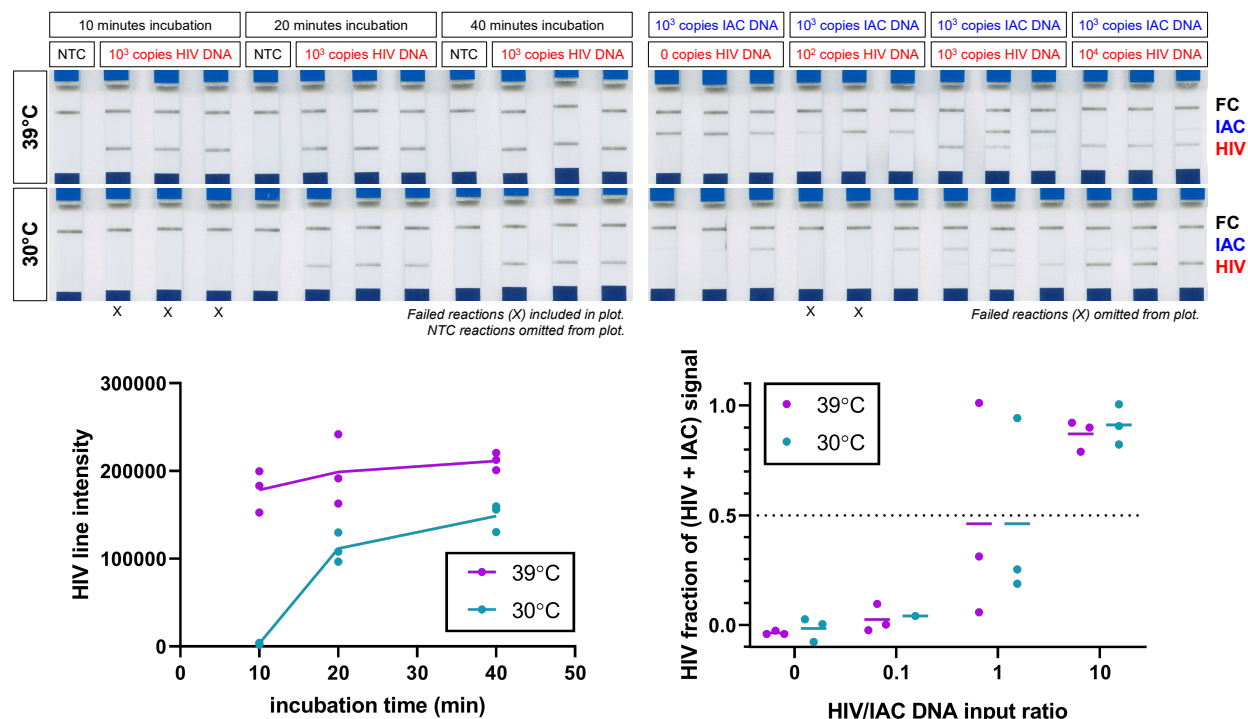 10 minutes incubation 20 minutes incubation 40 minutes incubation
NTC 10³ copies HIV DNA NTC 10³ copies HIV DNA NTC 10³ copies HIV DNA
39°C
30°C
X X X
Failed reactions (X) included in plot.
NTC reactions omitted from plot.
10³ copies IAC DNA 10³ copies IAC DNA 10³ copies IAC DNA 10³ copies IAC DNA
0 copies HIV DNA 10² copies HIV DNA 10³ copies HIV DNA 10⁴ copies HIV DNA
FC
IAC
HIV
FC
IAC
HIV
X X
Failed reactions (X) omitted from plot.
HIV line intensity
300000
200000
100000
0
39°C
30°C
0 10 20 30 40 50
incubation time (min)
HIV fraction of (HIV + IAC) signal
1.0
0.5
0.0
39°C
30°C
0 0.1 1 10
HIV/IAC DNA input ratio